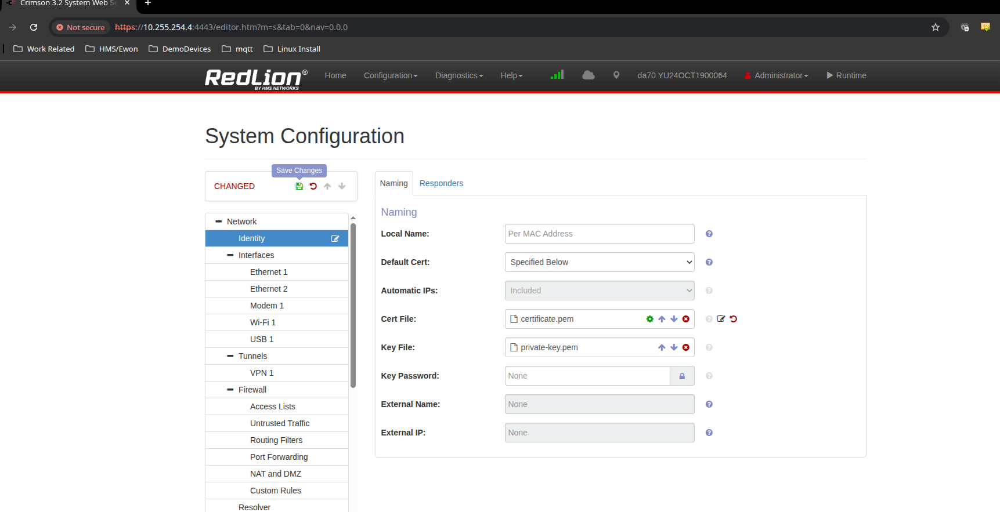 Crimson 3.2 System Web Se
Not secure https://10.255.254.4:4443/editor.htm?m=s&tab=0&nav=0.0.0
Work Related HMS/Ewon DemoDevices mqtt Linux Install
RedLion® Home Configuration Diagnostics Help da70 YU24OCT1900064 Administrator Runtime
BY HMS NETWORKS
System Configuration
Save Changes
CHANGED
Network
Identity
Interfaces
Ethernet 1
Ethernet 2
Modem 1
Wi-Fi 1
USB 1
Tunnels
VPN 1
Firewall
Access Lists
Untrusted Traffic
Routing Filters
Port Forwarding
NAT and DMZ
Custom Rules
Resolver
Naming Responders
Naming
Local Name: Per MAC Address
Default Cert: Specified Below
Automatic IPs: Included
Cert File: certificate.pem
Key File: private-key.pem
Key Password: None
External Name: None
External IP: None